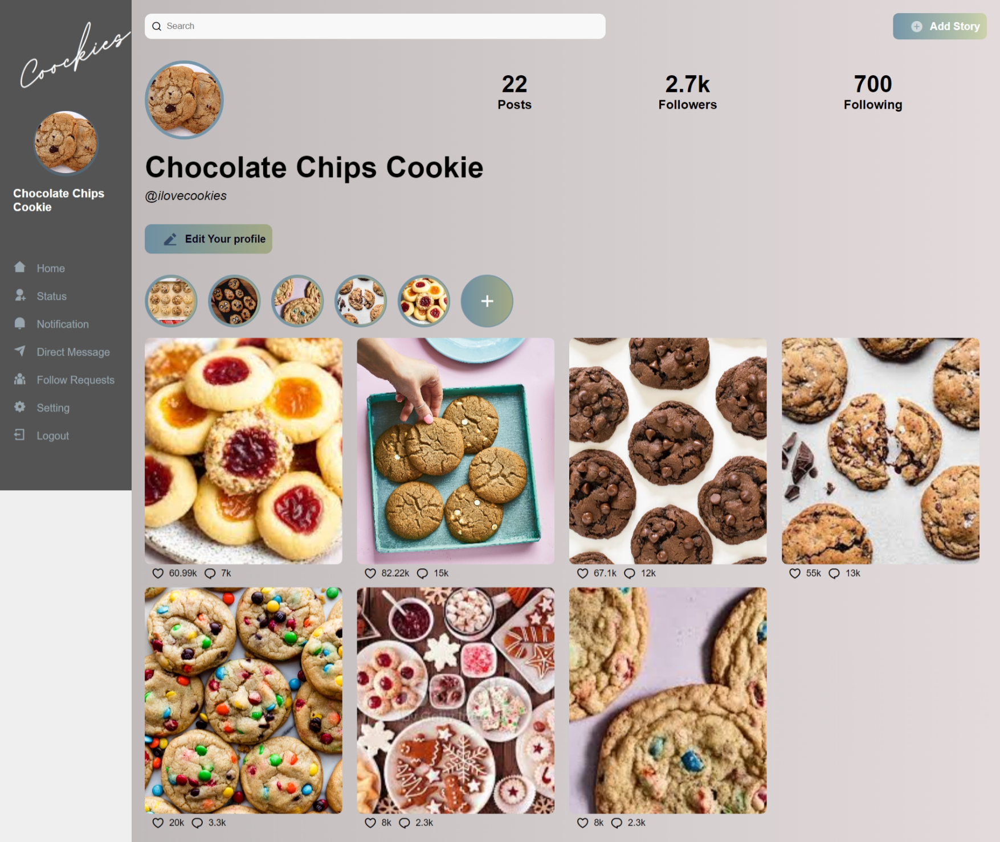 Coockies
Chocolate Chips
Cookie
Home
Status
Notification
Direct Message
Follow Requests
Setting
Logout
Search
Add Story
22
Posts
2.7k
Followers
700
Following
Chocolate Chips Cookie
@ilovecookies
Edit Your profile
60.99k 7k
82.22k 15k
67.1k 12k
55k 13k
20k 3.3k
8k 2.3k
8k 2.3k